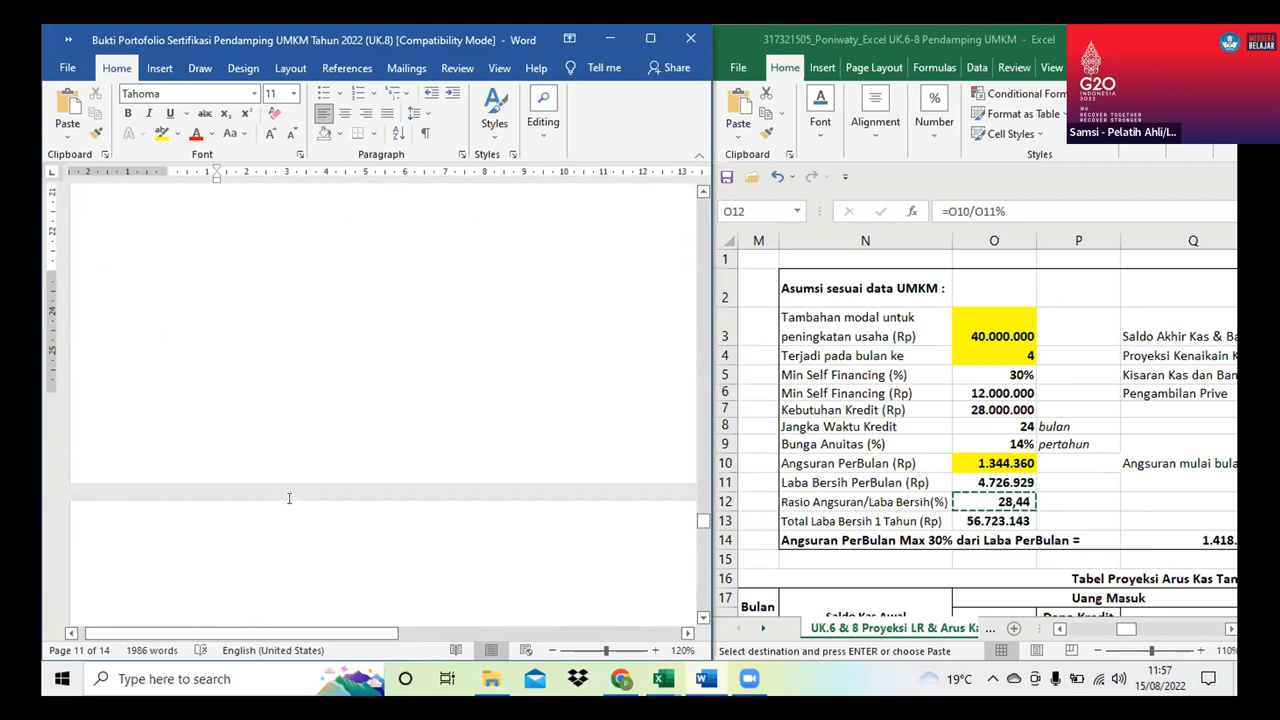 Bukti Portofolio Sertifikasi Pendamping UMKM Tahun 2022 (UK.8) [Compatibility Mode] - Word
File Home Insert Draw Design Layout References Mailings Review View Help Tell me Share
Tahoma 11
Paste Styles Editing
Clipboard Font Paragraph Styles
317321505_Poniwaty_Excel UK.6-8 Pendamping UMKM - Excel
File Home Insert Page Layout Formulas Data Review View
Paste Font Alignment Number
Conditional Form
Format as Table
Cell Styles
Clipboard Styles
G20
INDONESIA
2022
RECOVER TOGETHER
RECOVER STRONGER
MERDEKA
BELAJAR
Samsi - Pelatih Ahli/I...
O12 =O10/O11%
M N O P Q
1
2 Asumsi sesuai data UMKM :
Tambahan modal untuk
3 peningkatan usaha (Rp) 40.000.000 Saldo Akhir Kas & Ba
4 Terjadi pada bulan ke 4 Proyeksi Kenaikain K
5 Min Self Financing (%) 30% Kisaran Kas dan Ban
6 Min Self Financing (Rp) 12.000.000 Pengambilan Prive
7 Kebutuhan Kredit (Rp) 28.000.000
8 Jangka Waktu Kredit 24 bulan
9 Bunga Anuitas (%) 14% pertahun
10 Angsuran PerBulan (Rp) 1.344.360 Angsuran mulai bula
11 Laba Bersih PerBulan (Rp) 4.726.929
12 Rasio Angsuran/Laba Bersih(%) 28,44
13 Total Laba Bersih 1 Tahun (Rp) 56.723.143
14 Angsuran PerBulan Max 30% dari Laba PerBulan = 1.418.
15
16 Tabel Proyeksi Arus Kas Tan
17 Bulan Uang Masuk
Saldo Kas Awal Dana Kredit
UK.6 & 8 Proyeksi LR & Arus Ka ...
Page 11 of 14 1986 words English (United States) 120%
Select destination and press ENTER or choose Paste 110%
Type here to search 19°C 11:57
15/08/2022